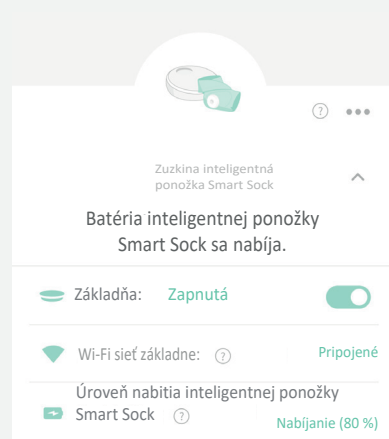 Zuzkina inteligentná
ponožka Smart Sock
Batéria inteligentnej ponožky
Smart Sock sa nabíja.
Základňa: Zapnutá
Wi-Fi sieť základne: ? Pripojené
Úroveň nabitia inteligentnej ponožky
Smart Sock ? Nabíjanie (80 %)